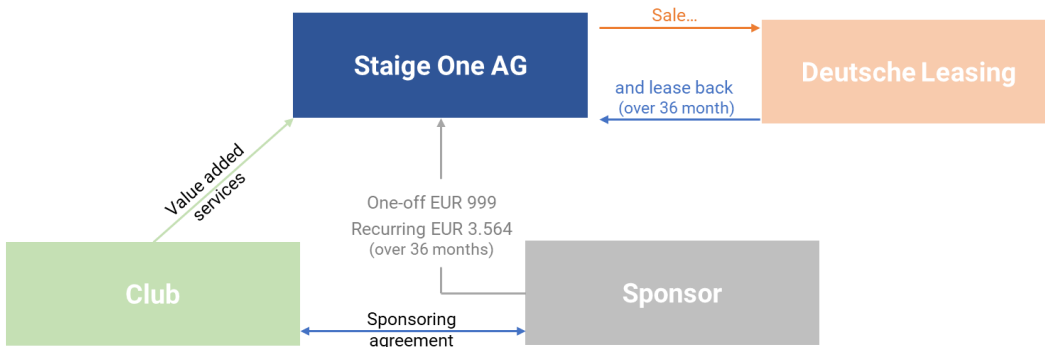 Sale…
Staige One AG
Deutsche Leasing
and lease back
(over 36 month)
Value added
services
One-off EUR 999
Recurring EUR 3.564
(over 36 months)
Club
Sponsor
Sponsoring
agreement